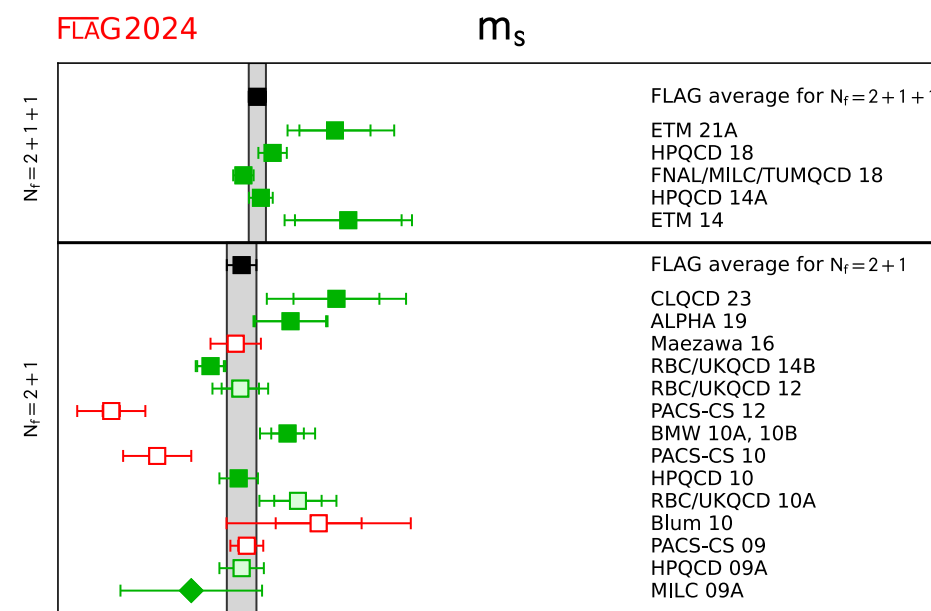 FLAG2024
mₛ
N_f=2+1+1
FLAG average for N_f=2+1+1
ETM 21A
HPQCD 18
FNAL/MILC/TUMQCD 18
HPQCD 14A
ETM 14
N_f=2+1
FLAG average for N_f=2+1
CLQCD 23
ALPHA 19
Maezawa 16
RBC/UKQCD 14B
RBC/UKQCD 12
PACS-CS 12
BMW 10A, 10B
PACS-CS 10
HPQCD 10
RBC/UKQCD 10A
Blum 10
PACS-CS 09
HPQCD 09A
MILC 09A